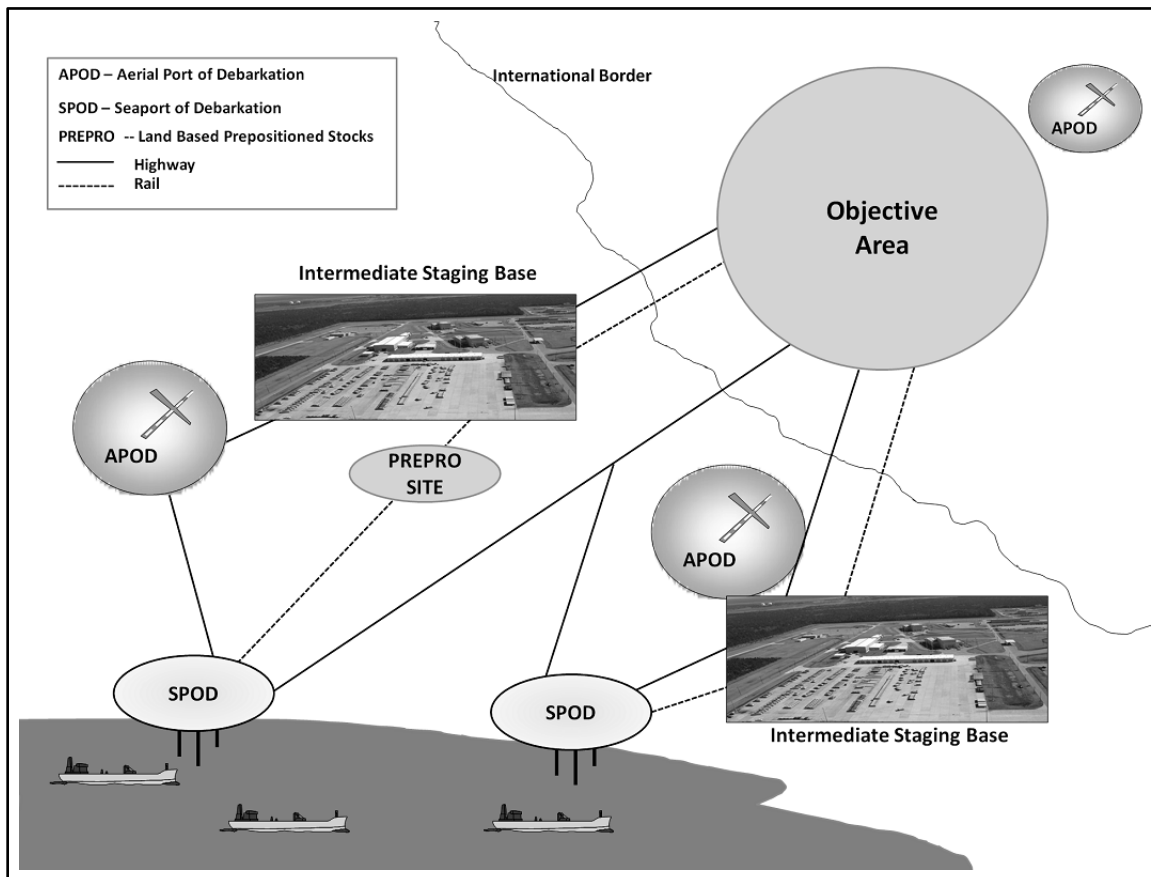 APOD – Aerial Port of Debarkation
SPOD – Seaport of Debarkation
PREPRO -- Land Based Prepositioned Stocks
Highway
Rail
International Border
APOD
Objective
Area
Intermediate Staging Base
APOD
PREPRO
SITE
APOD
SPOD
SPOD
Intermediate Staging Base